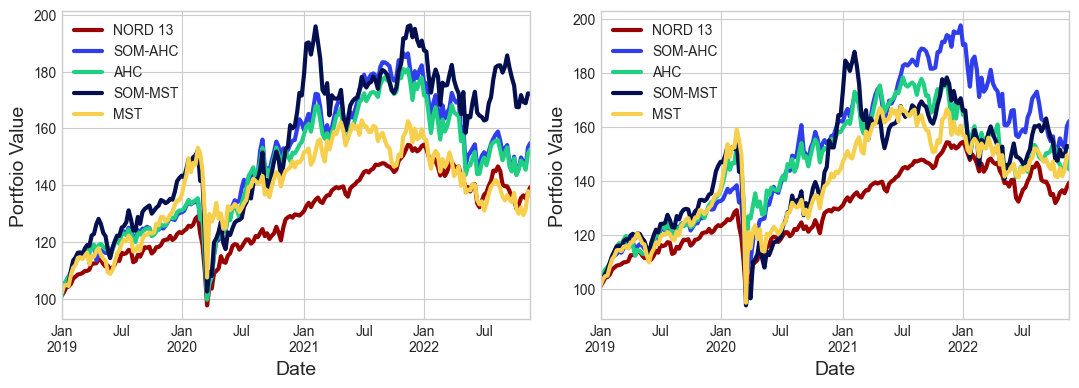 200
180
160
140
120
100
Portfoio Value
NORD 13
SOM-AHC
AHC
SOM-MST
MST
Jan
2019
Jul
Jan
2020
Jul
Jan
2021
Jul
Jan
2022
Jul
Date
200
180
160
140
120
100
Portfoio Value
NORD 13
SOM-AHC
AHC
SOM-MST
MST
Jan
2019
Jul
Jan
2020
Jul
Jan
2021
Jul
Jan
2022
Jul
Date